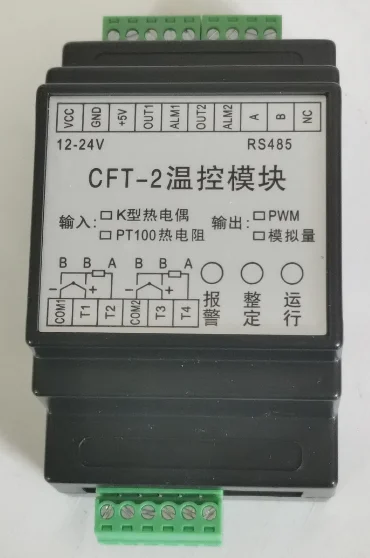 VCC GND +5V OUT1 ALM1 OUT2 ALM2 A B NC
12-24V RS485
CFT-2温控模块
输入: K型热电偶 输出: PWM
PT100热电阻 模拟量
B B A B B A
- + - +
COM1 T1 T2 COM2 T3 T4
报警 整定 运行